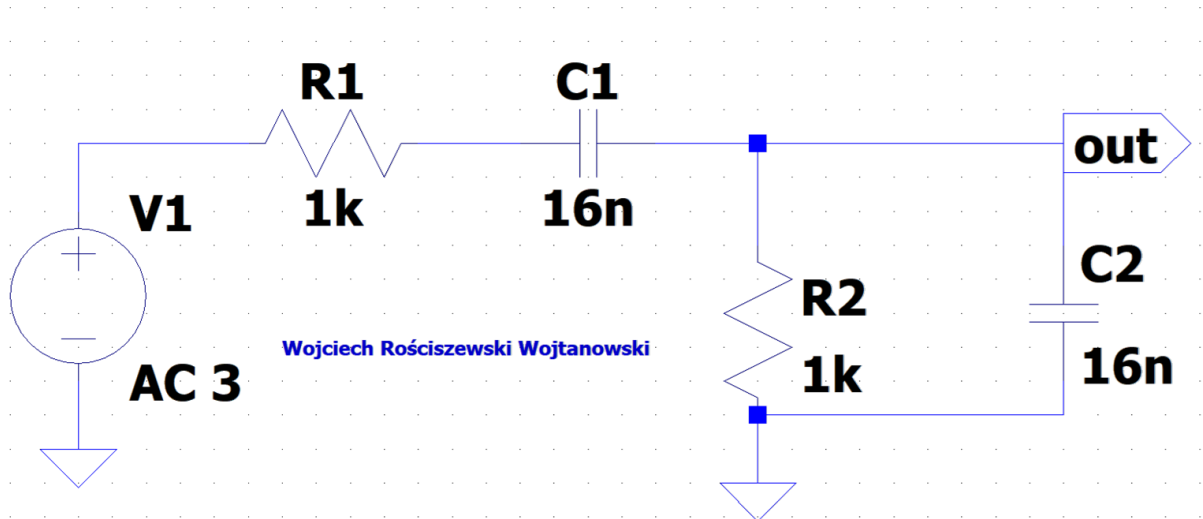 R1
C1
out
1k
16n
V1
C2
R2
Wojciech Rościszewski Wojtanowski
AC 3
1k
16n